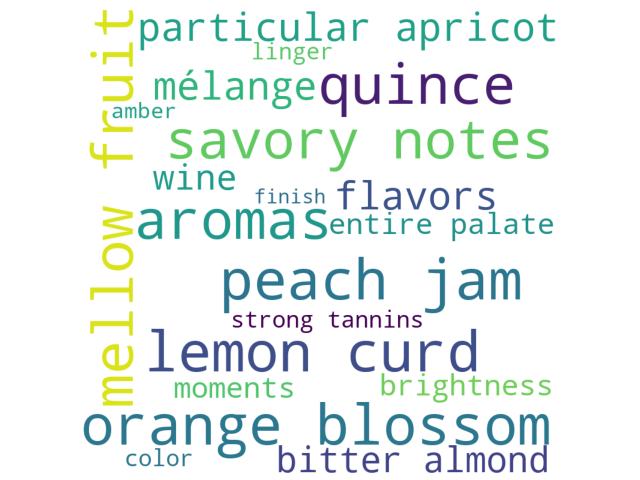 mellow fruit
particular apricot
linger
mélange
quince
amber
savory notes
wine
finish
flavors
aromas
entire palate
peach jam
strong tannins
lemon curd
moments
brightness
orange blossom
color
bitter almond